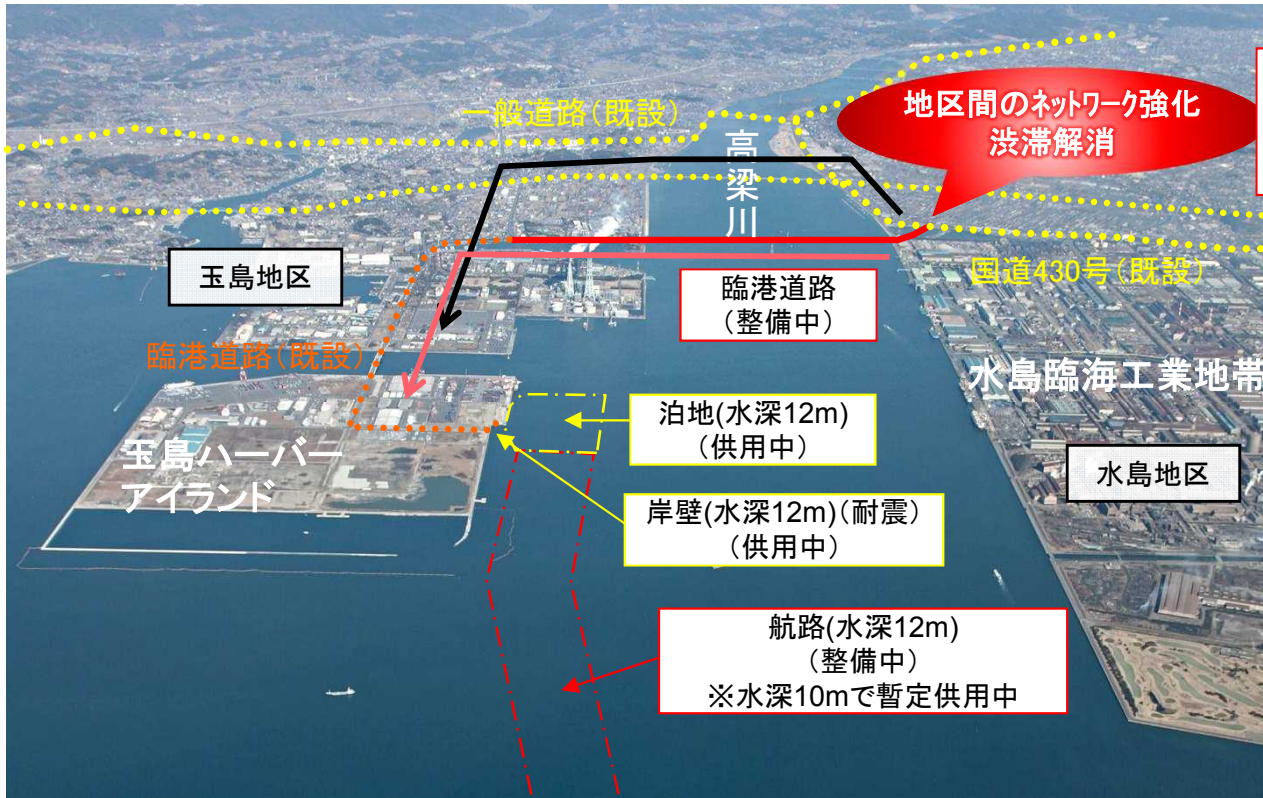 一般道路(既設)
地区間のネットワーク強化
渋滞解消
高梁川
玉島地区
臨港道路
(整備中)
国道430号(既設)
臨港道路(既設)
水島臨海工業地帯
泊地(水深12m)
(供用中)
玉島ハーバー
アイランド
水島地区
岸壁(水深12m)(耐震)
(供用中)
航路(水深12m)
(整備中)
※水深10mで暫定供用中